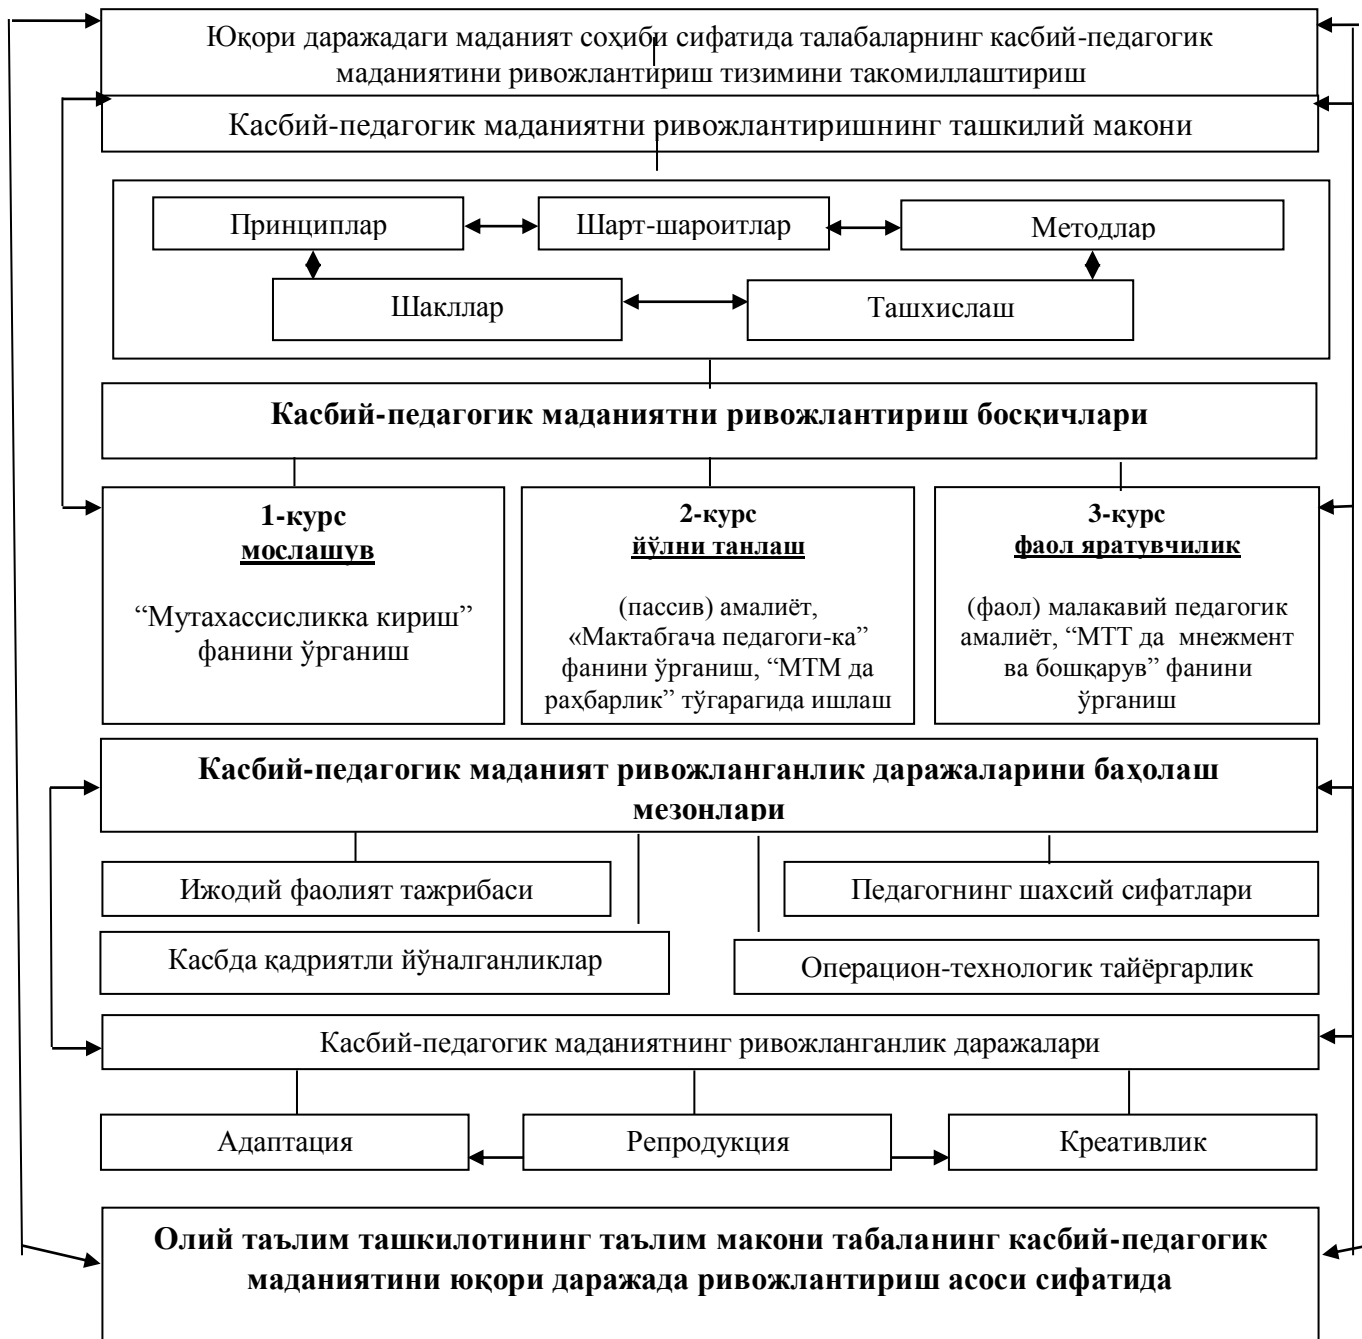 Юқори даражадаги маданият соҳиби сифатида талабаларнинг касбий-педагогик
маданиятини ривожлантириш тизимини такомиллаштириш
Касбий-педагогик маданиятни ривожлантиришнинг ташкилий макони
Принциплар
Шарт-шароитлар
Методлар
Шакллар
Ташхислаш
Касбий-педагогик маданиятни ривожлантириш босқичлари
1-курс
мослашув
“Мутахассисликка кириш”
фанини ўрганиш
2-курс
йўлни танлаш
(пассив) амалиёт,
«Мактабгача педагоги-ка”
фанини ўрганиш, “МТМ да
раҳбарлик” тўгарагида ишлаш
3-курс
фаол яратувчилик
(фаол) малакавий педагогик
амалиёт, “МТТ да мнежмент
ва бошқарув” фанини
ўрганиш
Касбий-педагогик маданият ривожланганлик даражаларини баҳолаш
мезонлари
Ижодий фаолият тажрибаси
Педагогнинг шахсий сифатлари
Касбда қадриятли йўналганликлар
Операцион-технологик тайёргарлик
Касбий-педагогик маданиятнинг ривожланганлик даражалари
Адаптация
Репродукция
Креативлик
Олий таълим ташкилотининг таълим макони табаланинг касбий-педагогик
маданиятини юқори даражада ривожлантириш асоси сифатида